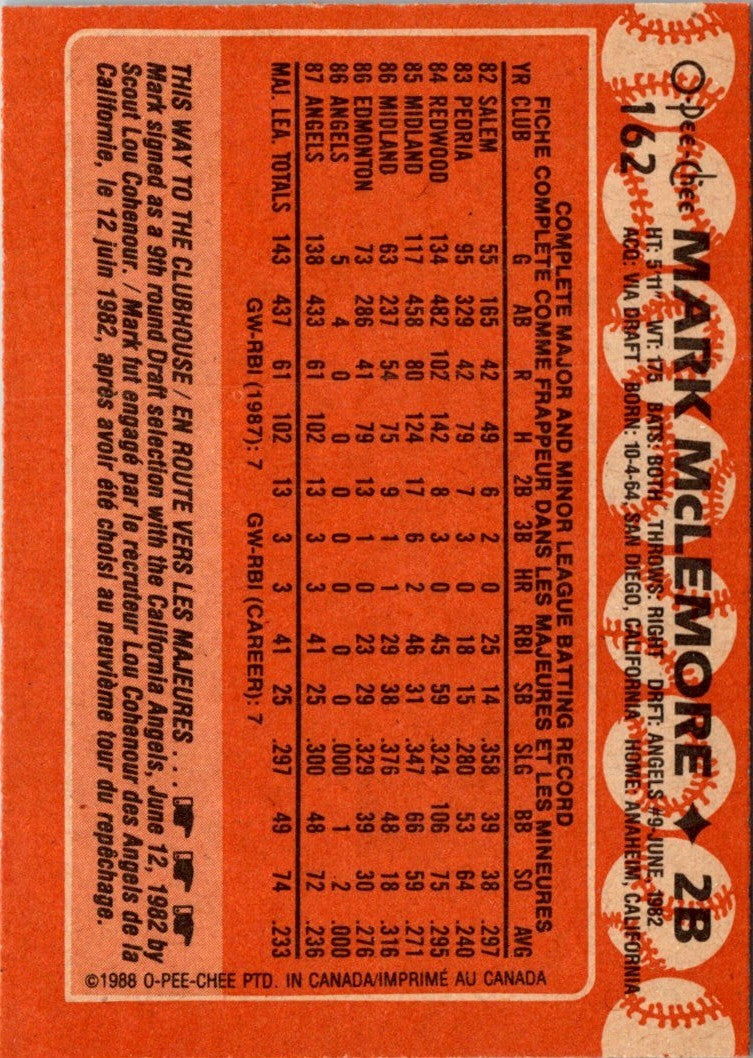 O-pee-chee
162
MARK McLEMORE ◆ 2B
HT: 5'11" WT: 175 BATS: BOTH THROWS: RIGHT DRFT: ANGELS #9-JUNE, 1982
ACQ: VIA DRAFT BORN: 10-4-64, SAN DIEGO, CALIFORNIA HOME: ANAHEIM, CALIFORNIA
COMPLETE MAJOR AND MINOR LEAGUE BATTING RECORD
FICHE COMPLETE COMME FRAPPEUR DANS LES MAJEURES ET LES MINEURES
YR CLUB G AB R H 2B 3B HR RBI SB SLG BB SO AVG
82 SALEM 55 165 42 49 6 2 0 25 14 .358 39 38 .297
83 PEORIA 95 329 42 79 7 3 0 18 15 .280 53 64 .240
84 REDWOOD 134 482 102 142 8 3 0 45 59 .324 106 75 .295
85 MIDLAND 117 458 80 124 17 6 2 46 31 .347 66 59 .271
86 MIDLAND 63 237 54 75 9 1 1 29 38 .376 48 18 .316
86 EDMONTON 73 286 41 79 13 1 0 23 29 .329 39 30 .276
86 ANGELS 5 4 0 0 0 0 0 0 0 .000 1 2 .000
87 ANGELS 138 433 61 102 13 3 3 41 25 .300 48 72 .236
MAJ. LEA. TOTALS 143 437 61 102 13 3 3 41 25 .297 49 74 .233
GW-RBI (1987): 7 GW-RBI (CAREER): 7
THIS WAY TO THE CLUBHOUSE / EN ROUTE VERS LES MAJEURES . . .
Mark signed as a 9th round Draft selection with the California Angels, June 12, 1982 by
Scout Lou Cohenour. / Mark fut engagé par le recruteur Lou Cohenour des Angels de la
Californie, le 12 juin 1982, après avoir été choisi au neuvième tour du repêchage.
©1988 O-PEE-CHEE PTD. IN CANADA/IMPRIMÉ AU CANADA